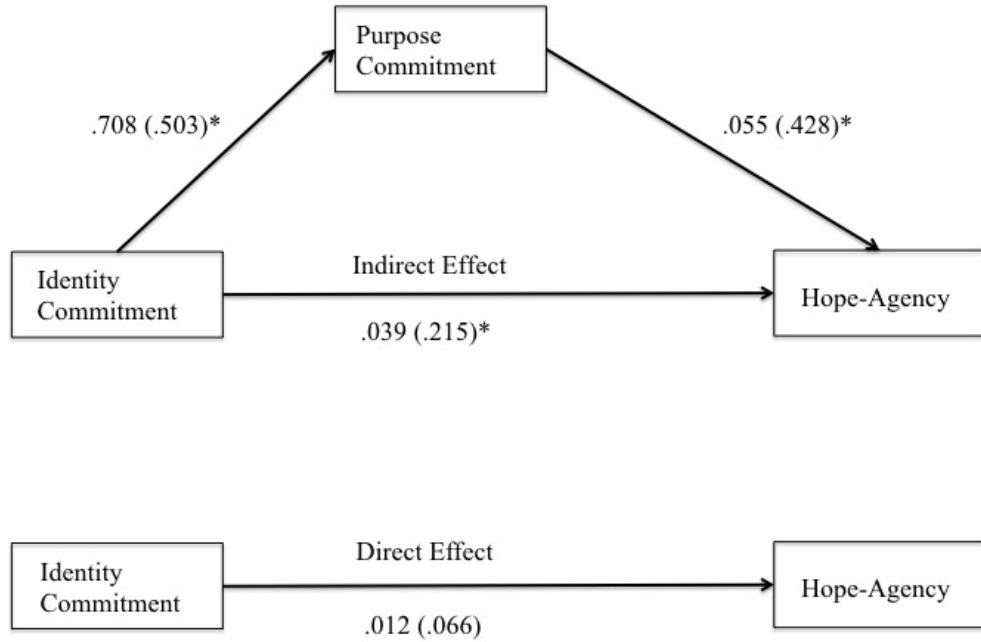 Purpose
Commitment
.708 (.503)*
.055 (.428)*
Identity
Commitment
Indirect Effect
.039 (.215)*
Hope-Agency
Identity
Commitment
Direct Effect
.012 (.066)
Hope-Agency